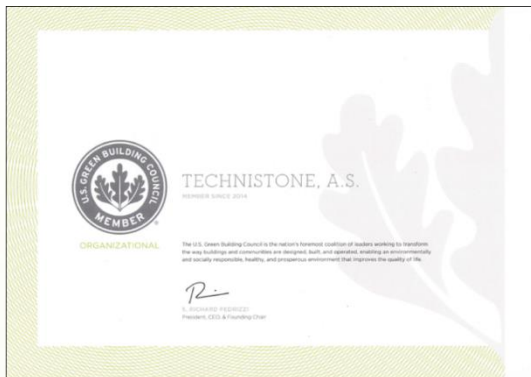 U.S. GREEN BUILDING COUNCIL
MEMBER
ORGANIZATIONAL
TECHNISTONE, A.S.
MEMBER SINCE 2014
The U.S. Green Building Council is the nation's foremost coalition of leaders working to transform
the way buildings and communities are designed, built, and operated, enabling an environmentally
and socially responsible, healthy, and prosperous environment that improves the quality of life.
S. RICHARD FEDRIZZI
President, CEO & Founding Chair